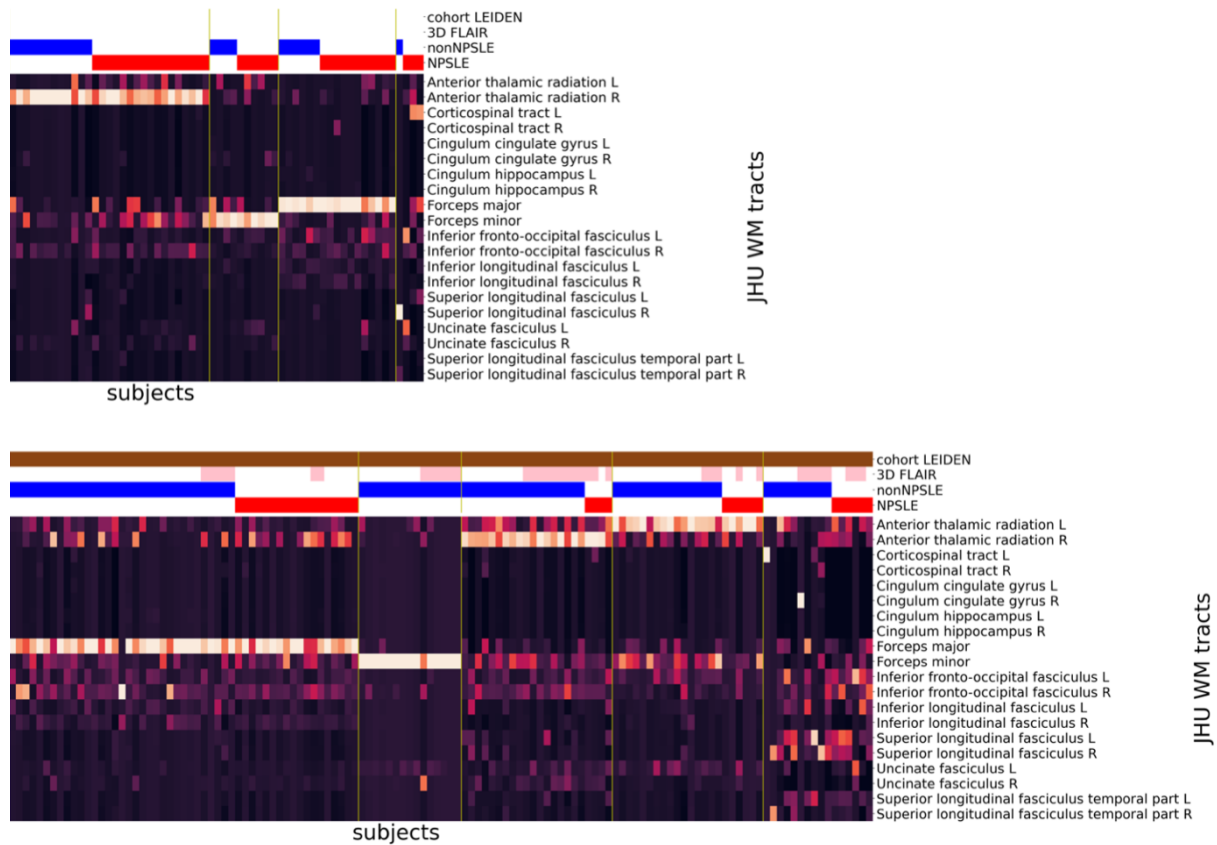 cohort LEIDEN
3D FLAIR
nonNPSLE
NPSLE
Anterior thalamic radiation L
Anterior thalamic radiation R
Corticospinal tract L
Corticospinal tract R
Cingulum cingulate gyrus L
Cingulum cingulate gyrus R
Cingulum hippocampus L
Cingulum hippocampus R
Forceps major
Forceps minor
Inferior fronto-occipital fasciculus L
Inferior fronto-occipital fasciculus R
Inferior longitudinal fasciculus L
Inferior longitudinal fasciculus R
Superior longitudinal fasciculus L
Superior longitudinal fasciculus R
Uncinate fasciculus L
Uncinate fasciculus R
Superior longitudinal fasciculus temporal part L
Superior longitudinal fasciculus temporal part R
JHU WM tracts
subjects
cohort LEIDEN
3D FLAIR
nonNPSLE
NPSLE
Anterior thalamic radiation L
Anterior thalamic radiation R
Corticospinal tract L
Corticospinal tract R
Cingulum cingulate gyrus L
Cingulum cingulate gyrus R
Cingulum hippocampus L
Cingulum hippocampus R
Forceps major
Forceps minor
Inferior fronto-occipital fasciculus L
Inferior fronto-occipital fasciculus R
Inferior longitudinal fasciculus L
Inferior longitudinal fasciculus R
Superior longitudinal fasciculus L
Superior longitudinal fasciculus R
Uncinate fasciculus L
Uncinate fasciculus R
Superior longitudinal fasciculus temporal part L
Superior longitudinal fasciculus temporal part R
JHU WM tracts
subjects